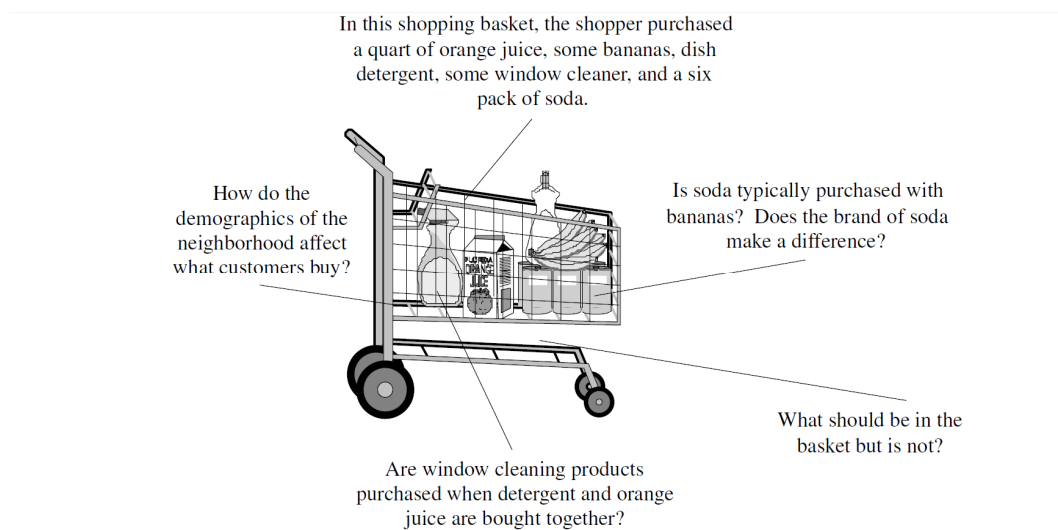 In this shopping basket, the shopper purchased
a quart of orange juice, some bananas, dish
detergent, some window cleaner, and a six
pack of soda.
How do the
demographics of the
neighborhood affect
what customers buy?
Is soda typically purchased with
bananas? Does the brand of soda
make a difference?
ORANGE
JUICE
What should be in the
basket but is not?
Are window cleaning products
purchased when detergent and orange
juice are bought together?